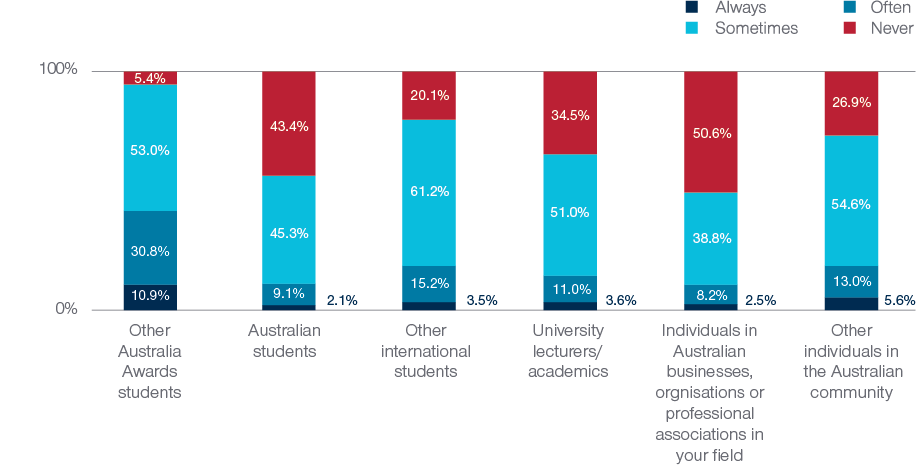 Always
Often
Sometimes
Never
100%
5.4%
53.0%
30.8%
10.9%
43.4%
45.3%
9.1%
2.1%
20.1%
61.2%
15.2%
3.5%
34.5%
51.0%
11.0%
3.6%
50.6%
38.8%
8.2%
2.5%
26.9%
54.6%
13.0%
5.6%
0%
Other
Australia
Awards
students
Australian
students
Other
international
students
University
lecturers/
academics
Individuals in
Australian
businesses,
orgnisations or
professional
associations in
your field
Other
individuals in
the Australian
community